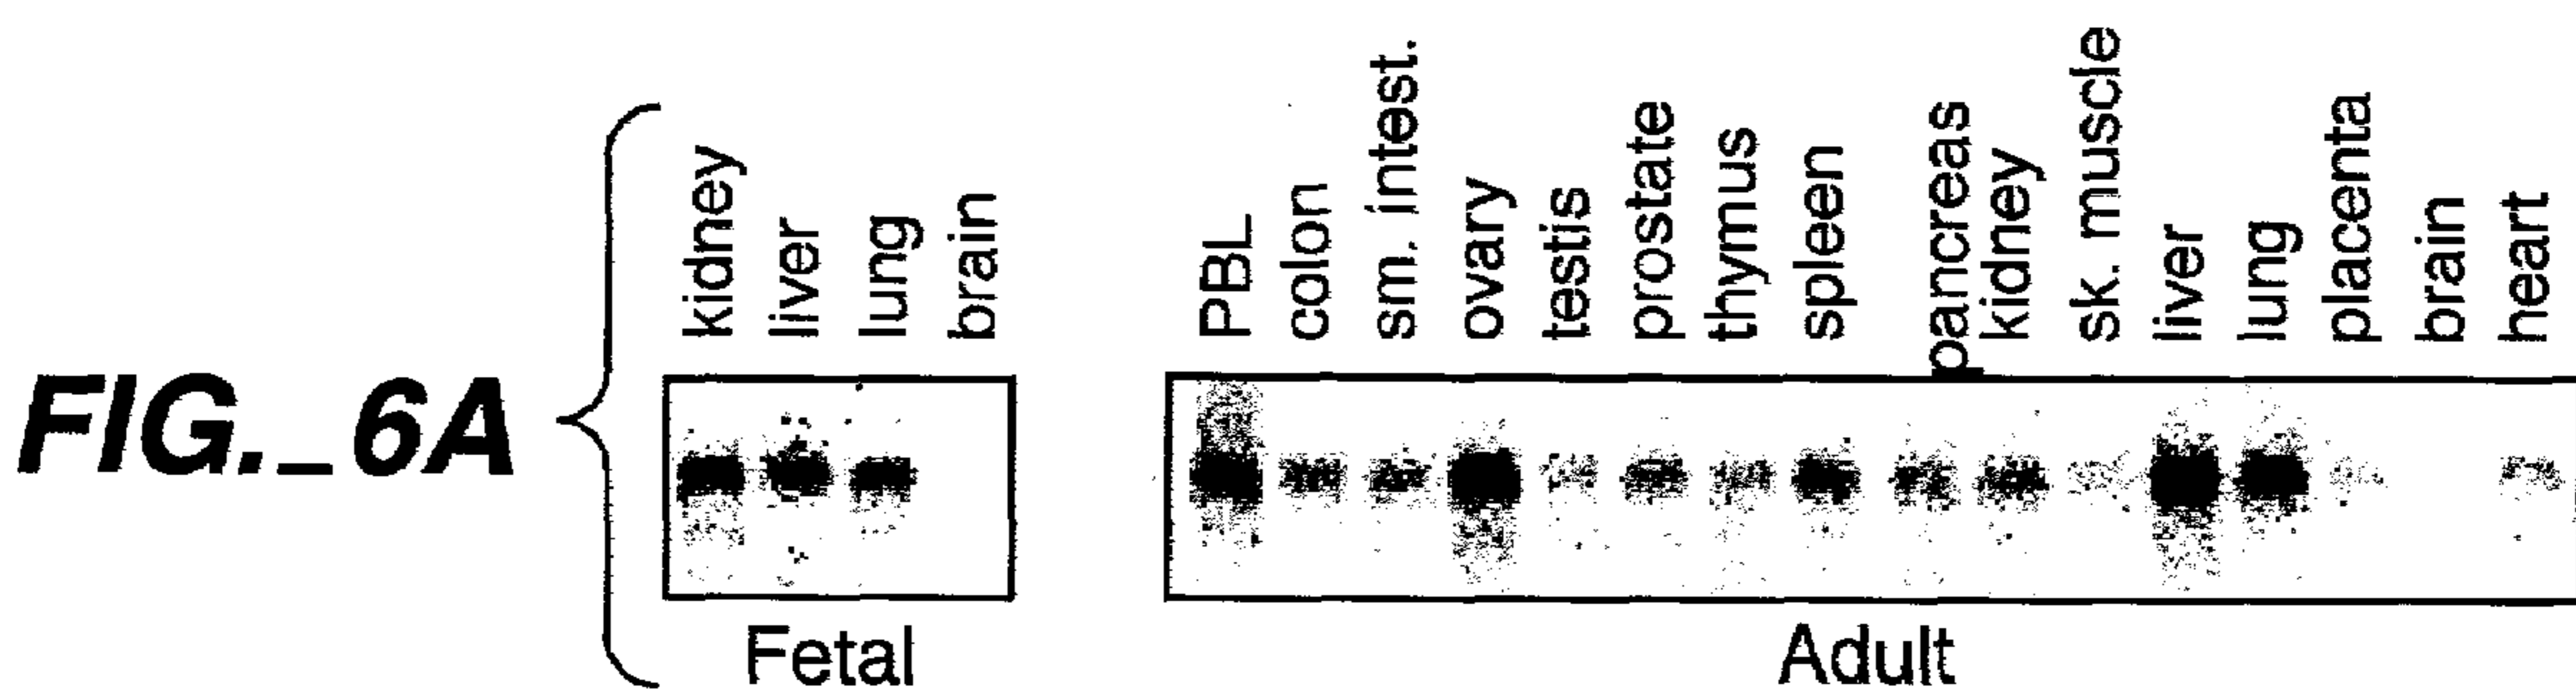 FIG._6A
kidney
liver
lung
brain
Fetal
PBL
colon
sm. intest.
ovary
testis
prostate
thymus
spleen
pancreas
kidney
sk. muscle
liver
lung
placenta
brain
heart
Adult